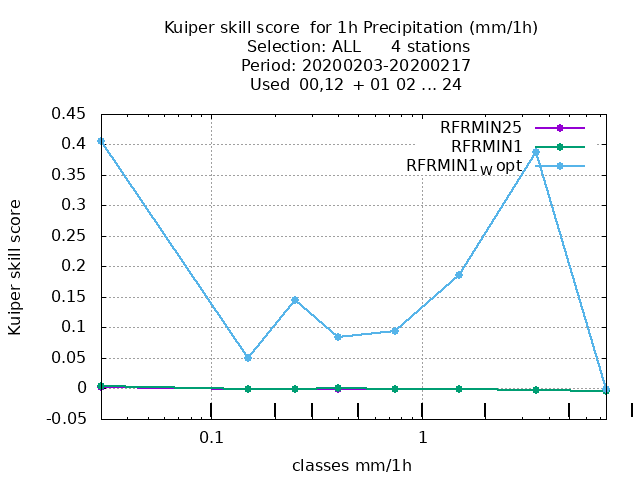 Kuiper skill score  for 1h Precipitation (mm/1h)
Selection: ALL      4 stations
Period: 20200203-20200217
Used  00,12  + 01 02 ... 24
0.45
0.4
0.35
0.3
0.25
0.2
0.15
0.1
0.05
0
-0.05
Kuiper skill score
RFRMIN25
RFRMIN1
RFRMIN1wopt
0.1
1
classes mm/1h